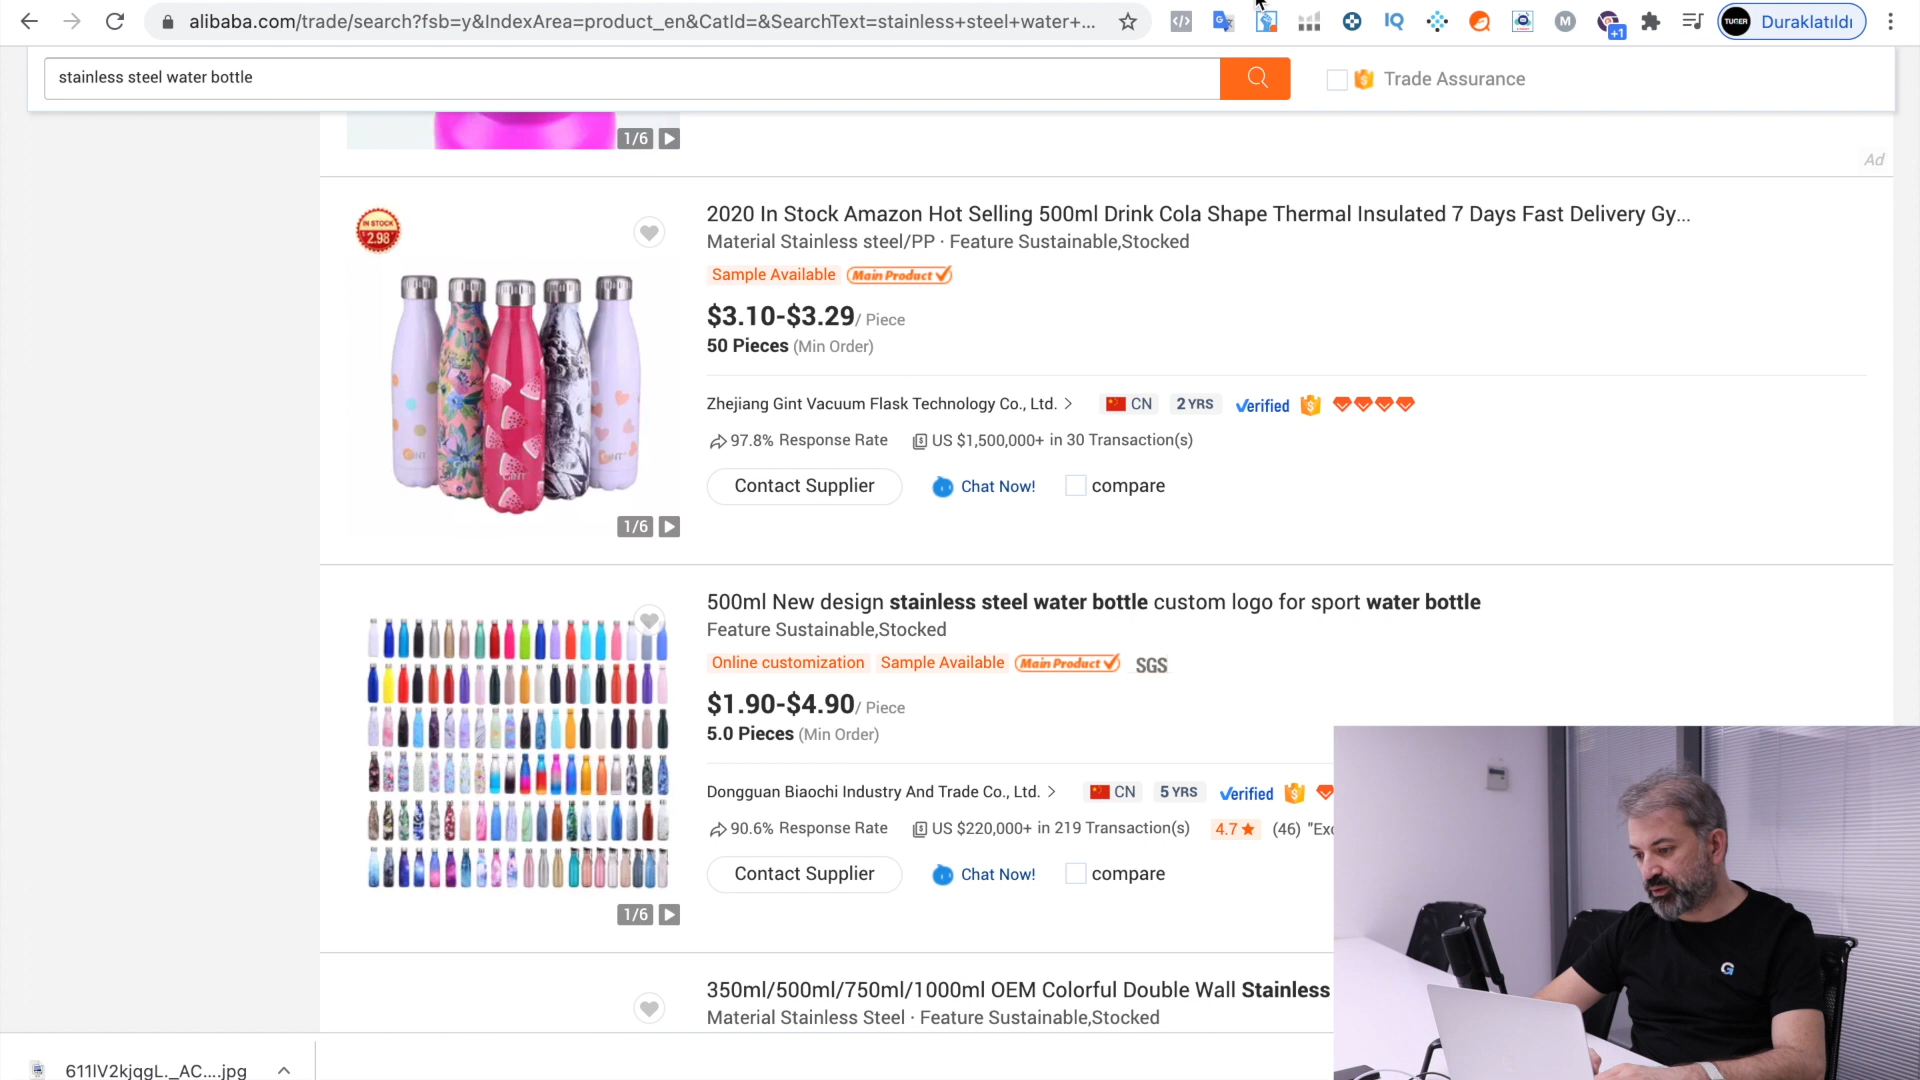 alibaba.com/trade/search?fsb=y&IndexArea=product_en&CatId=&SearchText=stainless+steel+water+...
IQ
M
+1
TUNER
Duraklatıldı
stainless steel water bottle
Trade Assurance
1/6
Ad
IN STOCK
2.98
2020 In Stock Amazon Hot Selling 500ml Drink Cola Shape Thermal Insulated 7 Days Fast Delivery Gy...
Material Stainless steel/PP · Feature Sustainable,Stocked
Sample Available Main Product
$3.10-$3.29/ Piece
50 Pieces (Min Order)
Zhejiang Gint Vacuum Flask Technology Co., Ltd. > CN 2 YRS Verified
97.8% Response Rate US $1,500,000+ in 30 Transaction(s)
Contact Supplier Chat Now! compare
1/6
500ml New design stainless steel water bottle custom logo for sport water bottle
Feature Sustainable,Stocked
Online customization Sample Available Main Product SGS
$1.90-$4.90/ Piece
5.0 Pieces (Min Order)
Dongguan Biaochi Industry And Trade Co., Ltd. > CN 5 YRS Verified
90.6% Response Rate US $220,000+ in 219 Transaction(s) 4.7 (46) "Exc
Contact Supplier Chat Now! compare
1/6
350ml/500ml/750ml/1000ml OEM Colorful Double Wall Stainless
Material Stainless Steel · Feature Sustainable,Stocked
611lV2kjqgL._AC....jpg